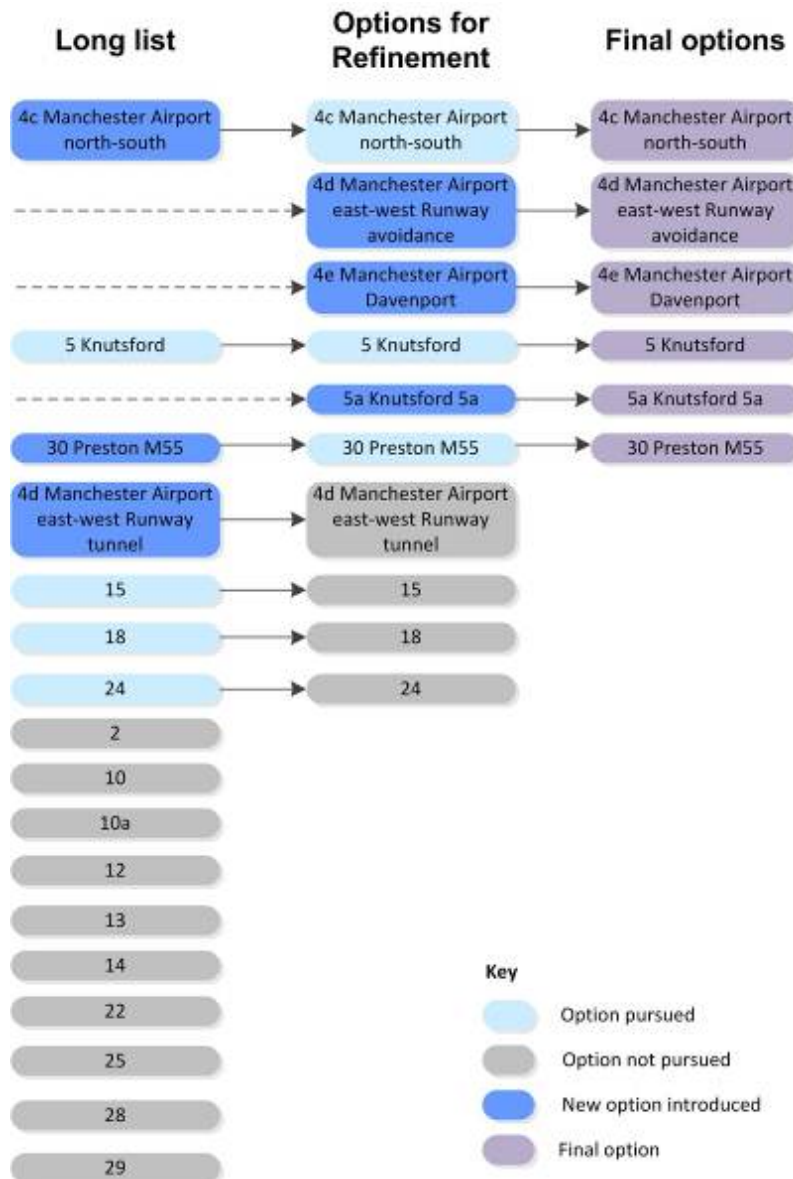 Long list
Options for
Refinement
Final options
4c Manchester Airport
north-south
4c Manchester Airport
north-south
4c Manchester Airport
north-south
4d Manchester Airport
east-west Runway
avoidance
4d Manchester Airport
east-west Runway
avoidance
4e Manchester Airport
Davenport
4e Manchester Airport
Davenport
5 Knutsford
5 Knutsford
5 Knutsford
5a Knutsford 5a
5a Knutsford 5a
30 Preston M55
30 Preston M55
30 Preston M55
4d Manchester Airport
east-west Runway
tunnel
4d Manchester Airport
east-west Runway
tunnel
15
15
18
18
24
24
2
10
10a
12
13
14
22
25
28
29
Key
Option pursued
Option not pursued
New option introduced
Final option